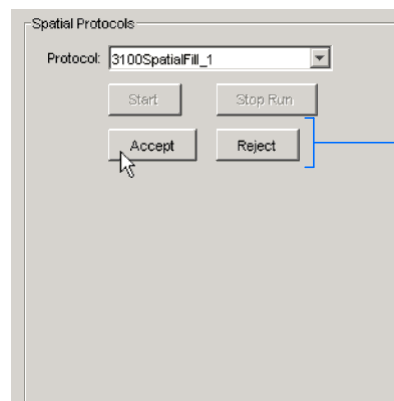 Spatial Protocols
Protocol: 3100SpatialFill_1
Start Stop Run
Accept Reject